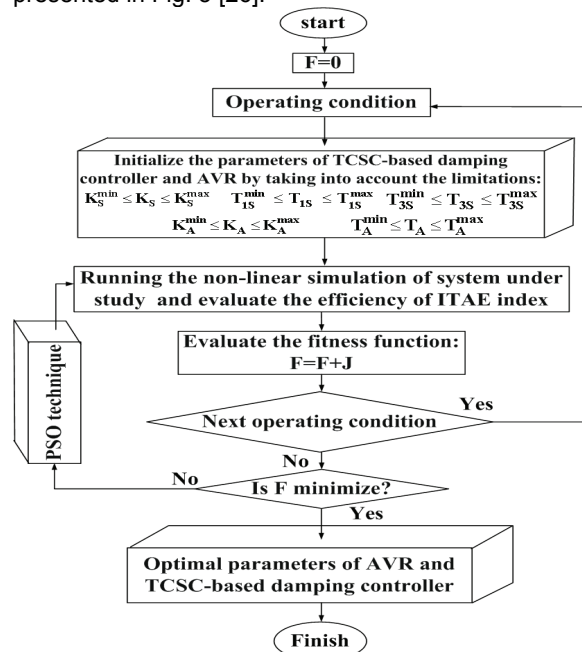 presented in Fig. 3 [20].
start
F=0
Operating condition
Initialize the parameters of TCSC-based damping
controller and AVR by taking into account the limitations:
K_S^min ≤ K_S ≤ K_S^max T_1S^min ≤ T_1S ≤ T_1S^max T_3S^min ≤ T_3S ≤ T_3S^max
K_A^min ≤ K_A ≤ K_A^max T_A^min ≤ T_A ≤ T_A^max
Running the non-linear simulation of system under
study and evaluate the efficiency of ITAE index
PSO technique
Evaluate the fitness function:
F=F+J
Next operating condition
Yes
No
Is F minimize?
No
Yes
Optimal parameters of AVR and
TCSC-based damping controller
Finish